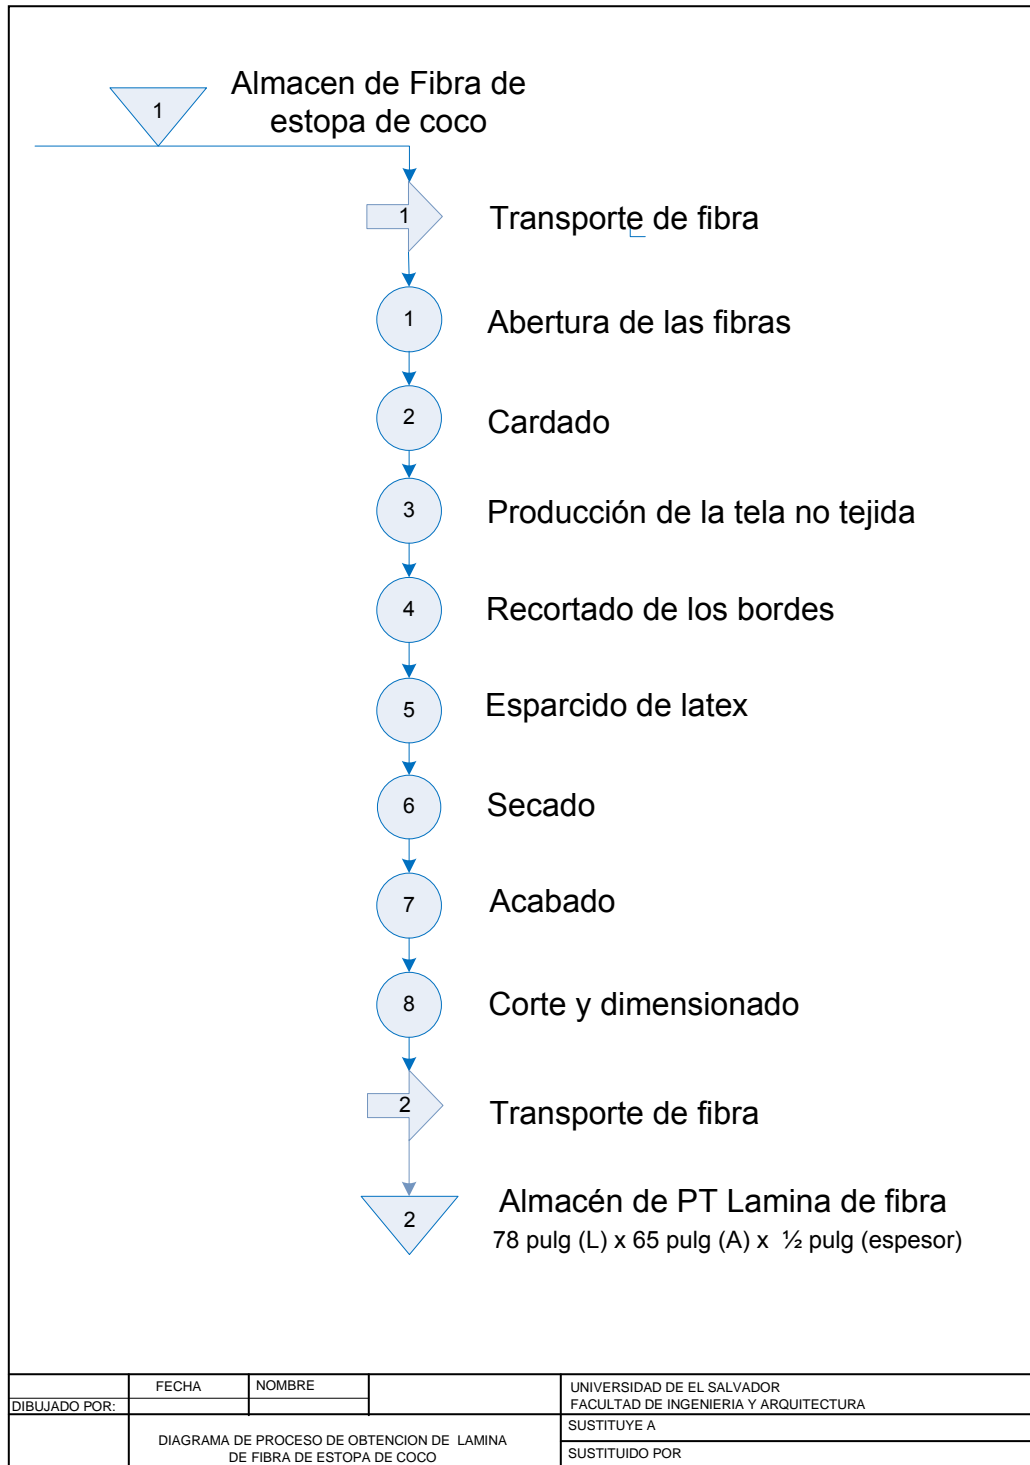 1
Almacen de Fibra de
estopa de coco
1
Transporte de fibra
1
Abertura de las fibras
2
Cardado
3
Producción de la tela no tejida
4
Recortado de los bordes
5
Esparcido de latex
6
Secado
7
Acabado
8
Corte y dimensionado
2
Transporte de fibra
2
Almacén de PT Lamina de fibra
78 pulg (L) x 65 pulg (A) x ½ pulg (espesor)
FECHA
NOMBRE
DIBUJADO POR:
UNIVERSIDAD DE EL SALVADOR
FACULTAD DE INGENIERIA Y ARQUITECTURA
DIAGRAMA DE PROCESO DE OBTENCION DE LAMINA
DE FIBRA DE ESTOPA DE COCO
SUSTITUYE A
SUSTITUIDO POR